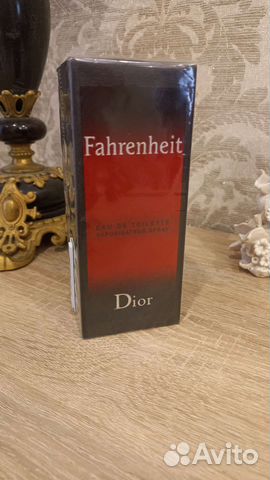 Fahrenheit
EAU DE TOILETTE
VAPORISATEUR-SPRAY
Dior
Avito